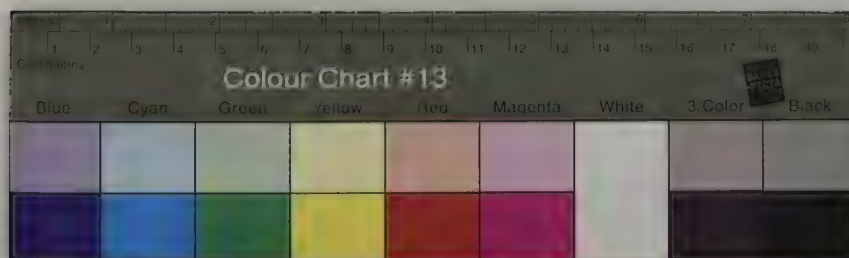 1 2 3 4 5 6
1 2 3 4 5 6 7 8 9 10 11 12 13 14 15 16 17 18 19
Centimetres
Colour Chart #13
Blue Cyan Green Yellow Red Magenta White 3/Color Black